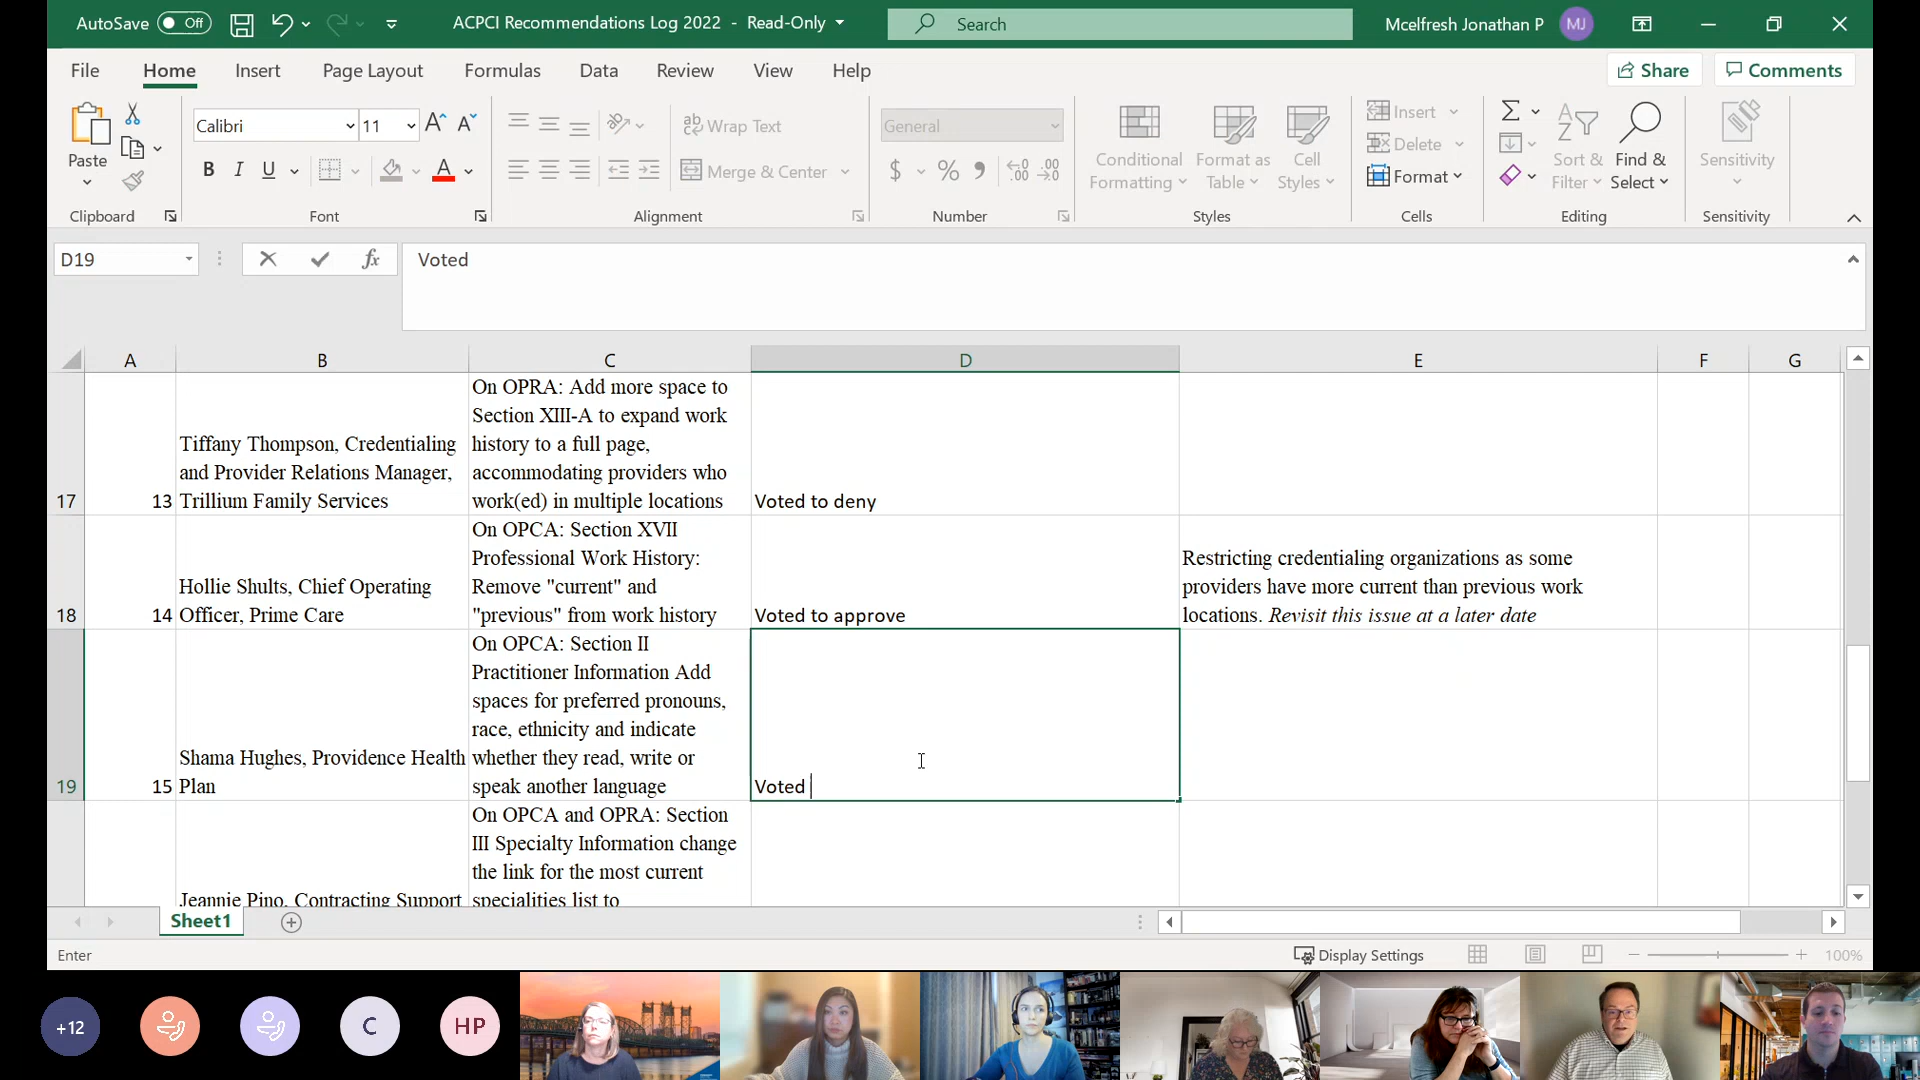 AutoSave Off ACPCI Recommendations Log 2022 - Read-Only Search Mcelfresh Jonathan P MJ
File Home Insert Page Layout Formulas Data Review View Help Share Comments
Paste
Calibri 11
B I U
Wrap Text
Merge & Center
General
$ %
Conditional Formatting
Format as Table
Cell Styles
Insert
Delete
Format
Sort & Filter
Find & Select
Sensitivity
Clipboard Font Alignment Number Styles Cells Editing Sensitivity
D19 fx Voted
A B C D E F G
17
13
Tiffany Thompson, Credentialing
and Provider Relations Manager,
Trillium Family Services
On OPRA: Add more space to
Section XIII-A to expand work
history to a full page,
accommodating providers who
work(ed) in multiple locations
Voted to deny
18
14
Hollie Shults, Chief Operating
Officer, Prime Care
On OPCA: Section XVII
Professional Work History:
Remove "current" and
"previous" from work history
Voted to approve
Restricting credentialing organizations as some
providers have more current than previous work
locations. Revisit this issue at a later date
19
15
Shama Hughes, Providence Health
Plan
On OPCA: Section II
Practitioner Information Add
spaces for preferred pronouns,
race, ethnicity and indicate
whether they read, write or
speak another language
Voted
Jeannie Pino, Contracting Support
On OPCA and OPRA: Section
III Specialty Information change
the link for the most current
specialities list to
Sheet1
Enter Display Settings 100%
+12 C HP